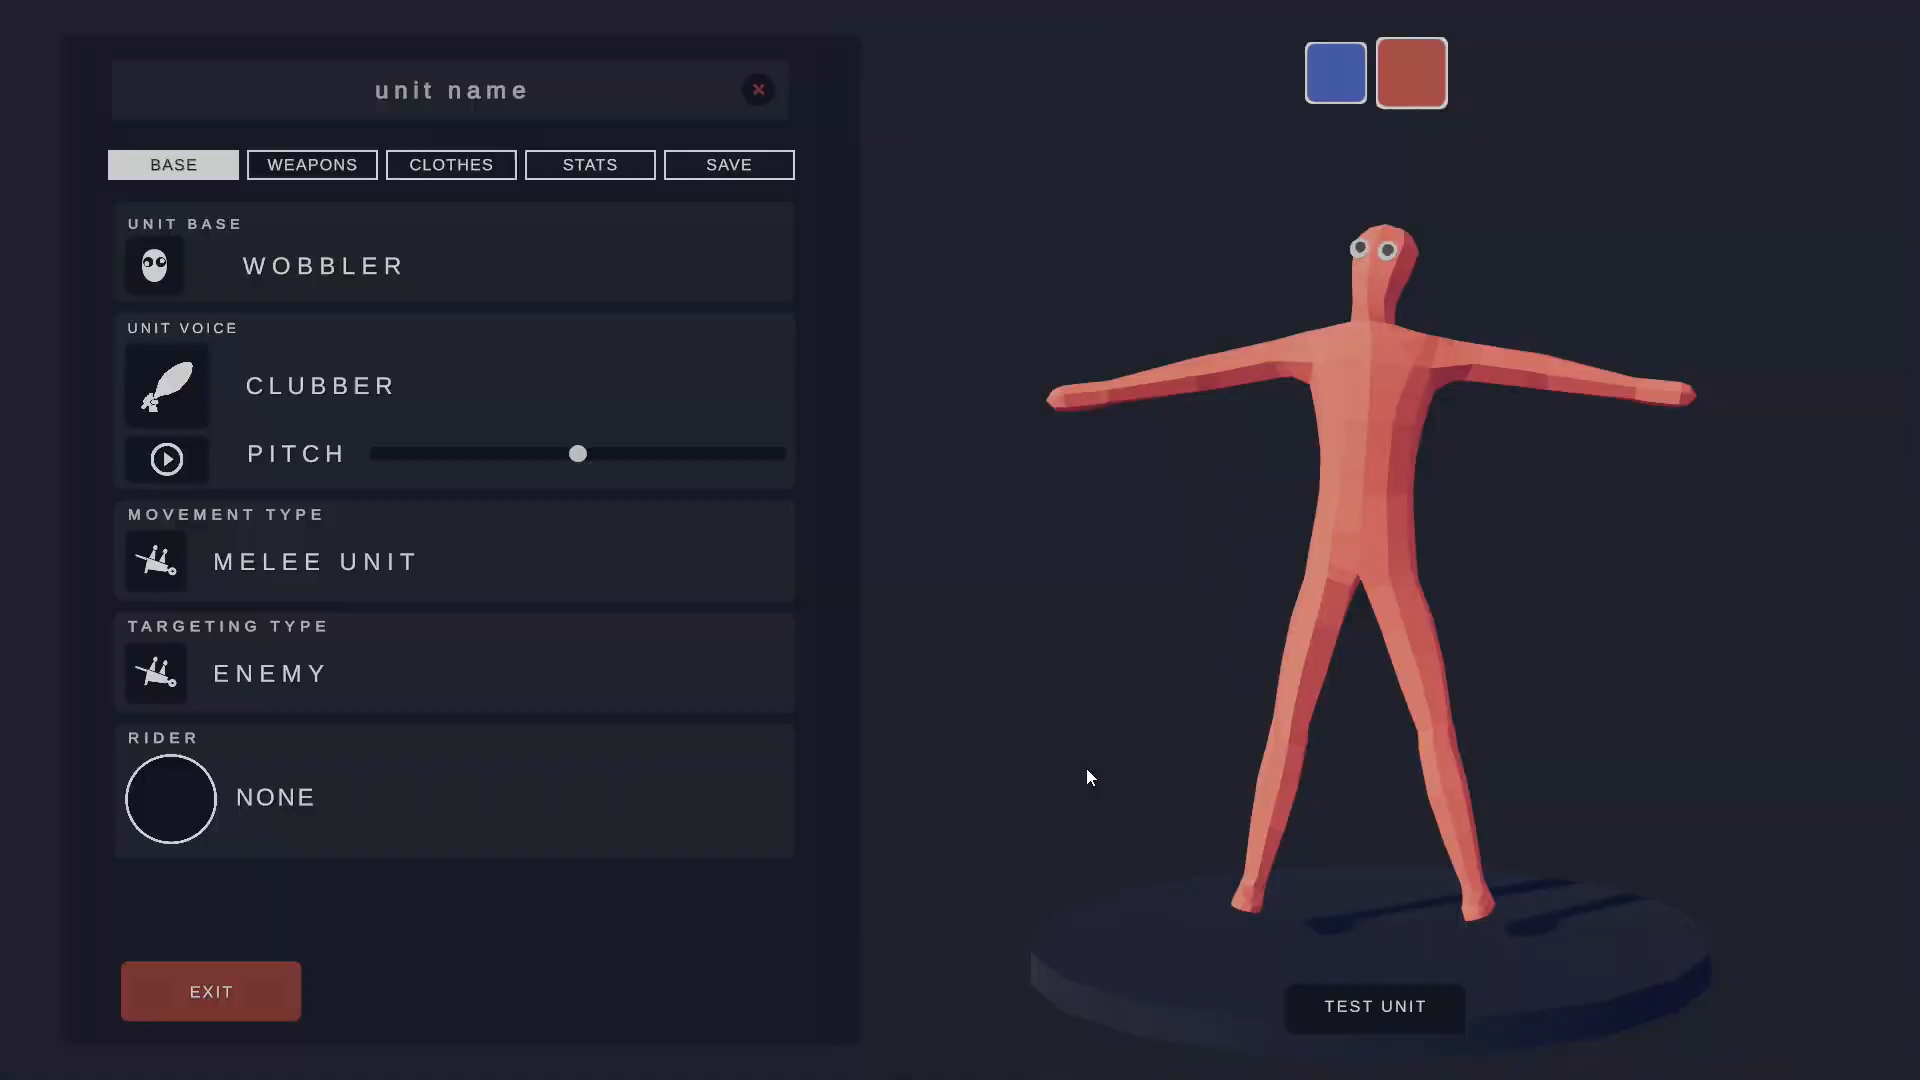 unit name
BASE
WEAPONS
CLOTHES
STATS
SAVE
UNIT BASE
WOBBLER
UNIT VOICE
CLUBBER
PITCH
MOVEMENT TYPE
MELEE UNIT
TARGETING TYPE
ENEMY
RIDER
NONE
EXIT
TEST UNIT